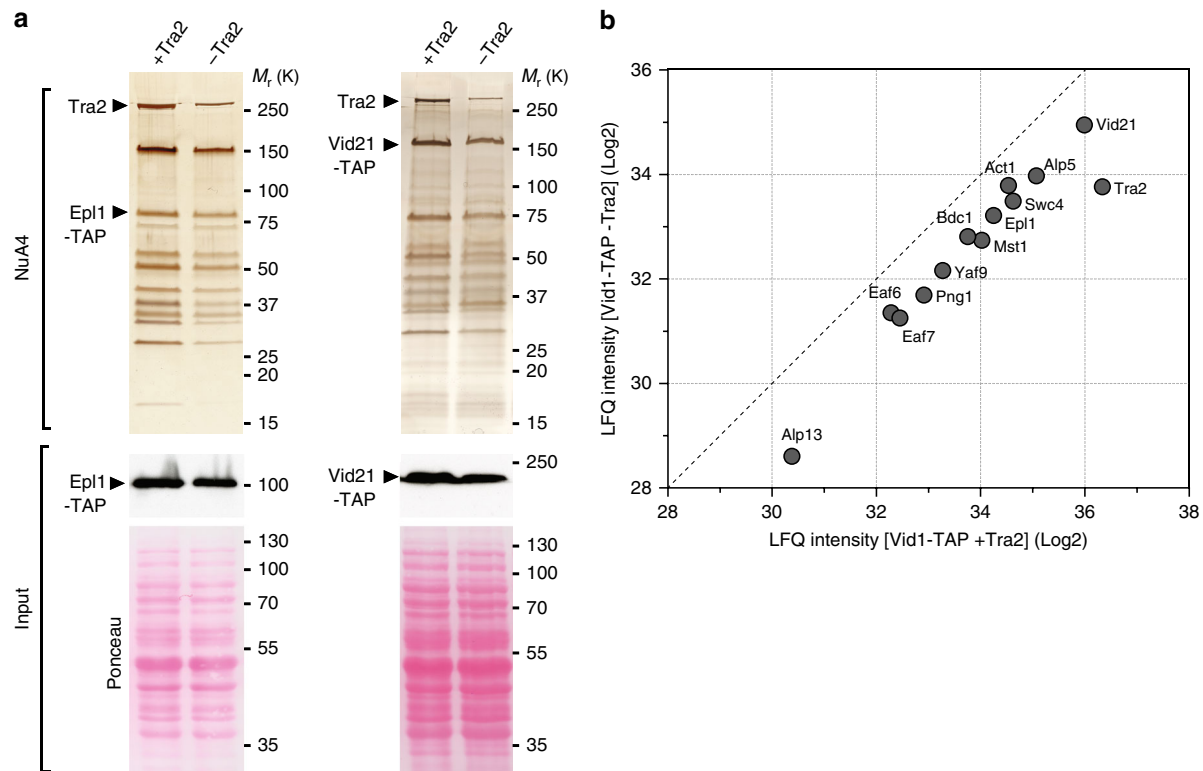 a
+Tra2
–Tra2
Mr (K)
Tra2
250
150
100
Epl1
-TAP
75
50
37
25
20
15
NuA4
+Tra2
–Tra2
Mr (K)
Tra2
250
Vid21
-TAP
150
100
75
50
37
25
20
15
Input
Epl1
-TAP
100
Vid21
-TAP
250
Ponceau
130
100
70
55
35
130
100
70
55
35
b
LFQ intensity [Vid1-TAP -Tra2] (Log2)
36
34
32
30
28
Vid21
Act1
Alp5
Tra2
Swc4
Bdc1
Epl1
Mst1
Yaf9
Eaf6
Png1
Eaf7
Alp13
28
30
32
34
36
38
LFQ intensity [Vid1-TAP +Tra2] (Log2)